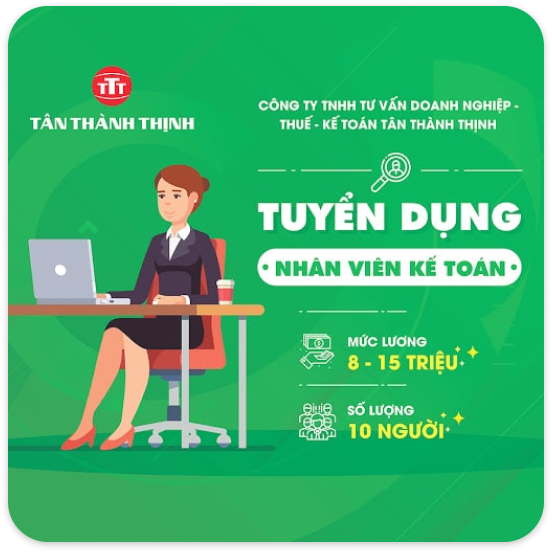 TTT
TÂN THÀNH THỊNH
CÔNG TY TNHH TƯ VẤN DOANH NGHIỆP -
THUẾ - KẾ TOÁN TÂN THÀNH THỊNH
TUYỂN DỤNG
• NHÂN VIÊN KẾ TOÁN •
MỨC LƯƠNG
8 - 15 TRIỆU
SỐ LƯỢNG
10 NGƯỜI